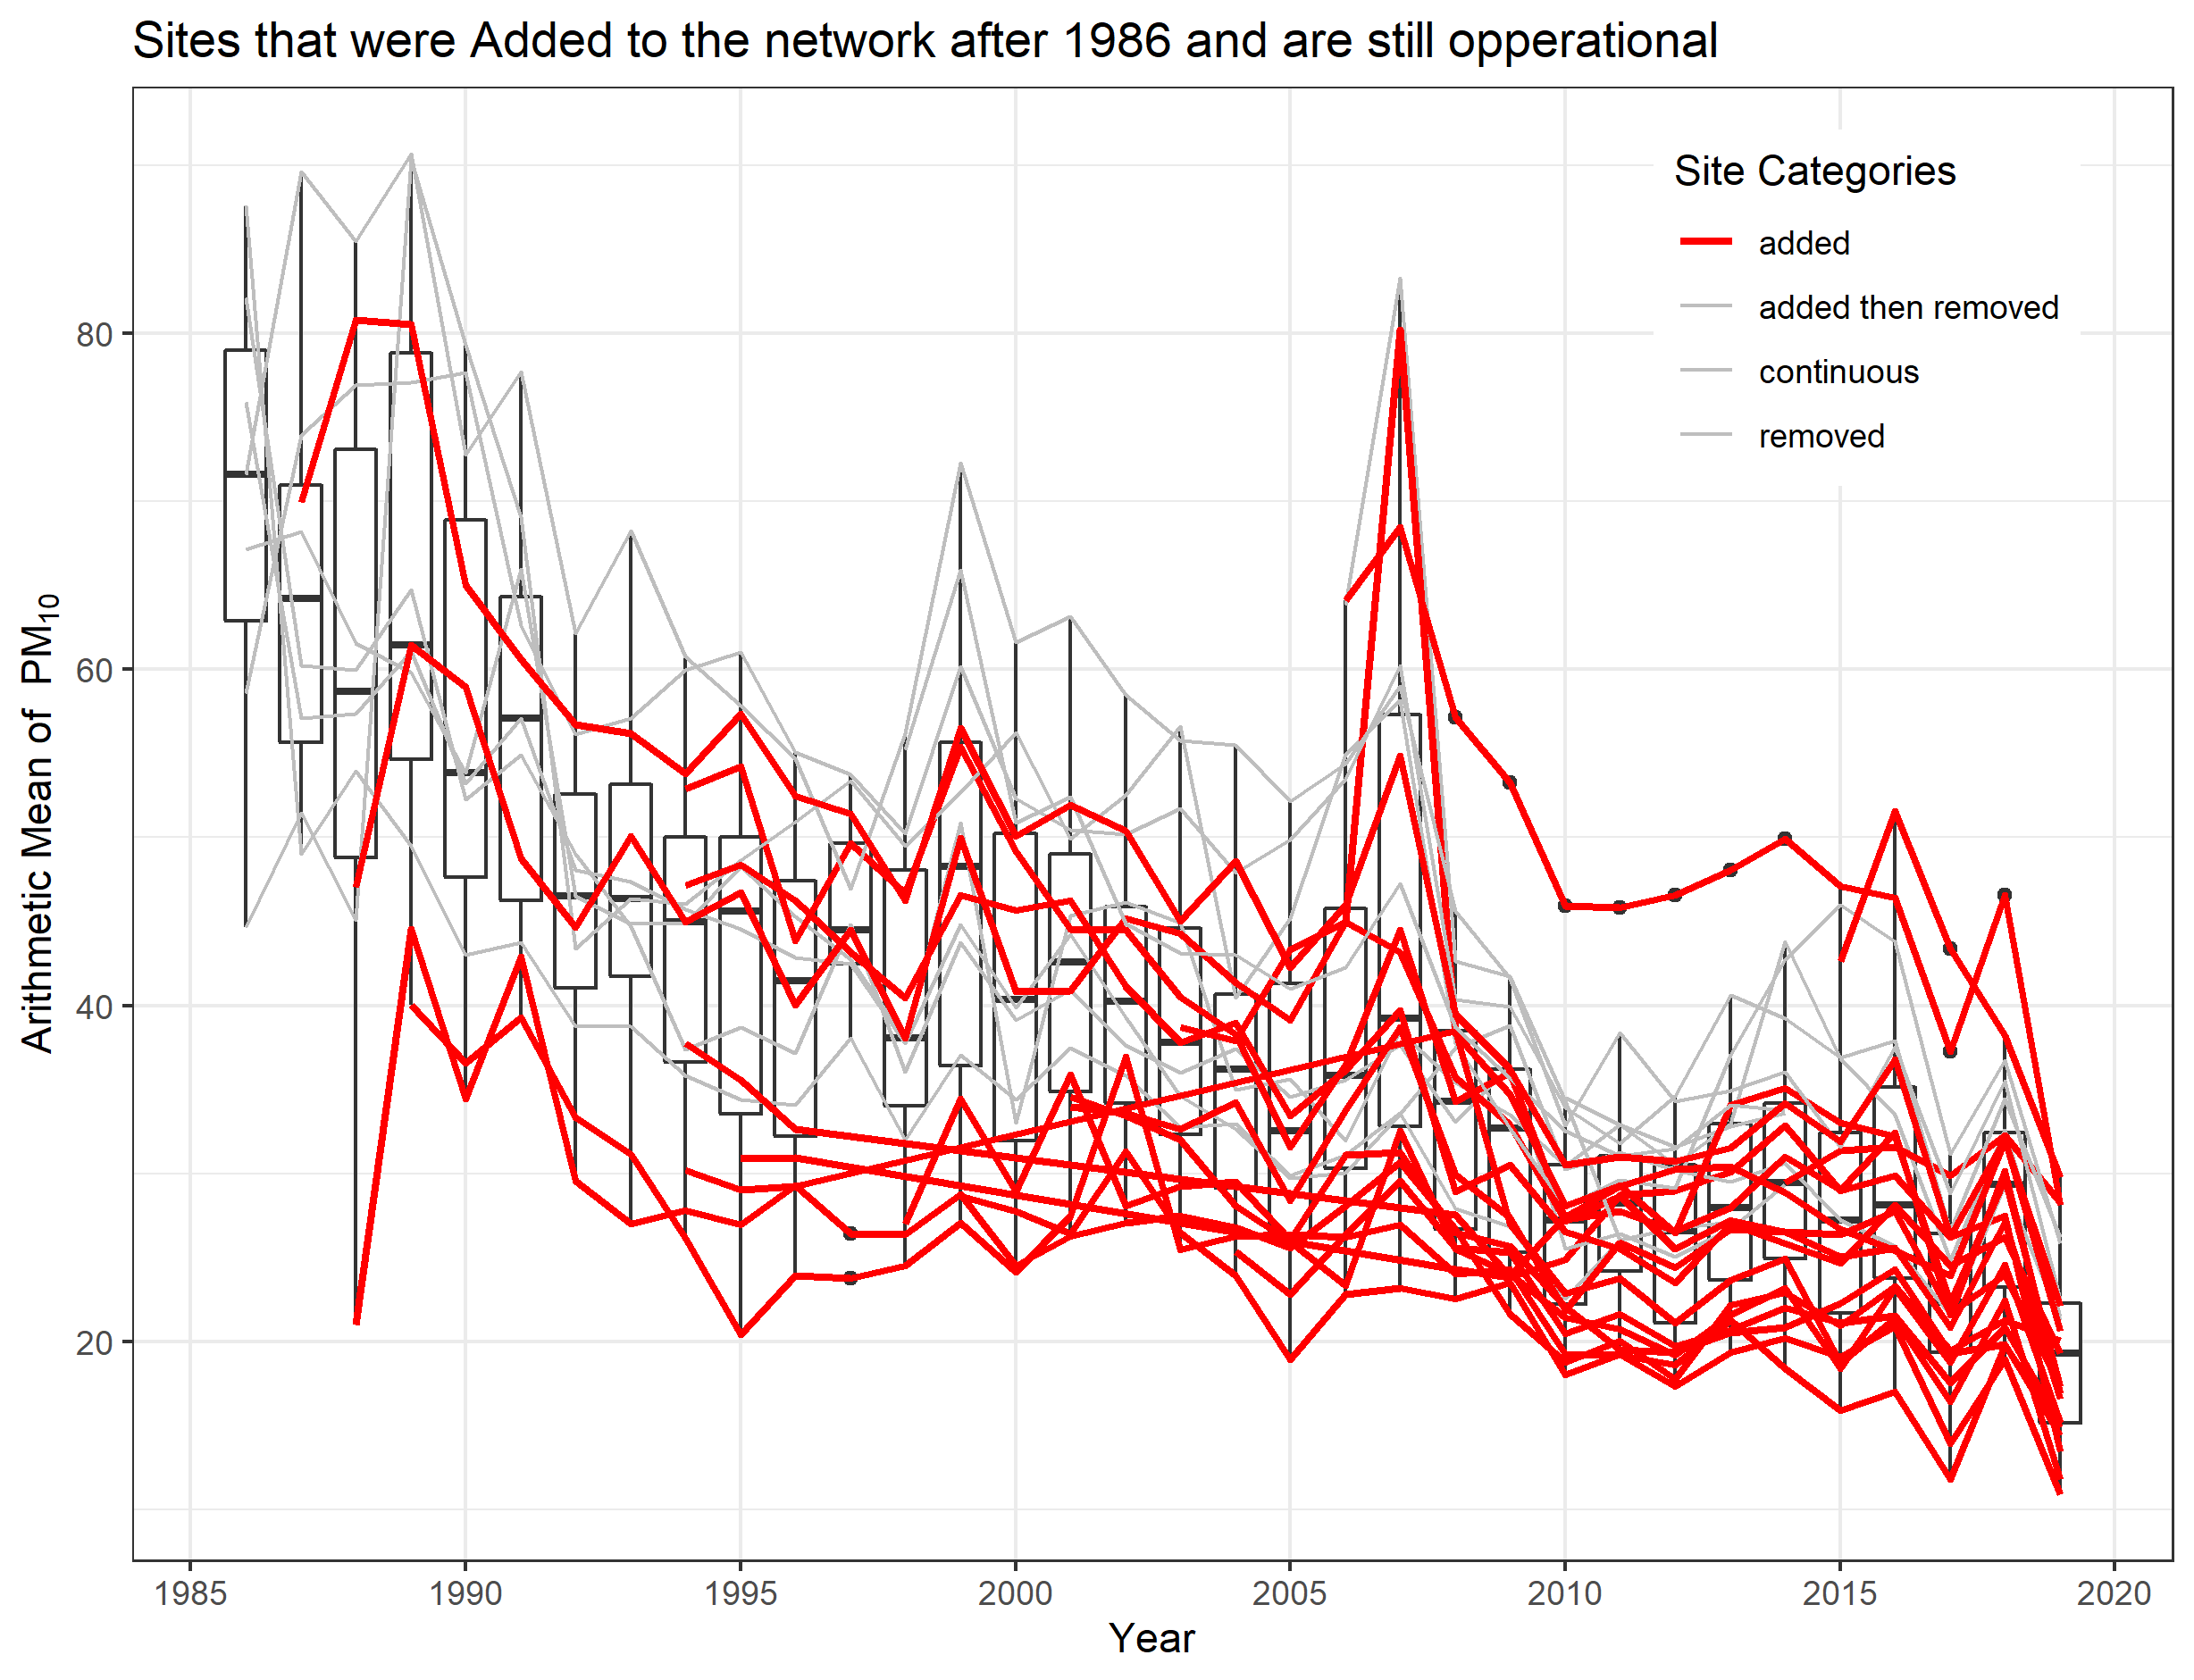 Sites that were Added to the network after 1986 and are still opperational
Site Categories
added
added then removed
continuous
removed
Arithmetic Mean of PM₁₀
80
60
40
20
1985 1990 1995 2000 2005 2010 2015 2020
Year